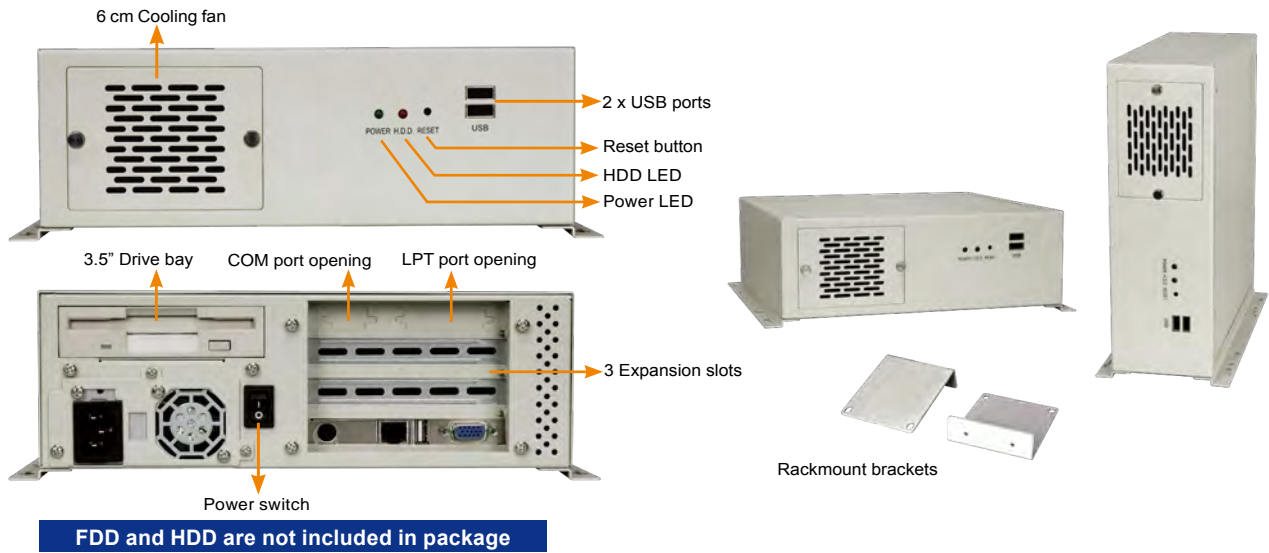 6 cm Cooling fan
2 x USB ports
POWER H.D.D. RESET
USB
Reset button
HDD LED
Power LED
3.5” Drive bay
COM port opening
LPT port opening
3 Expansion slots
Power switch
Rackmount brackets
FDD and HDD are not included in package